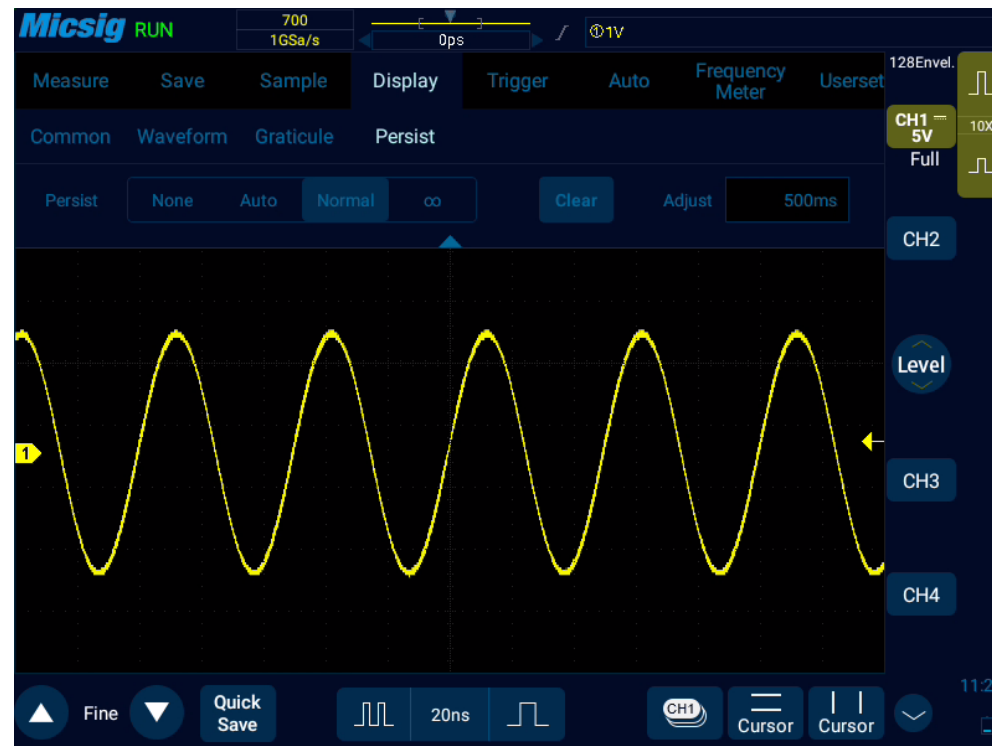 Micsig RUN
700
1GSa/s
0ps
①1V
Measure Save Sample Display Trigger Auto Frequency Meter Userset
128Envel.
Common Waveform Graticule Persist
CH1
5V
Full
10X
Persist None Auto Normal ∞ Clear Adjust 500ms
CH2
Level
1
CH3
CH4
Fine
Quick
Save
20ns
CH1
Cursor
Cursor